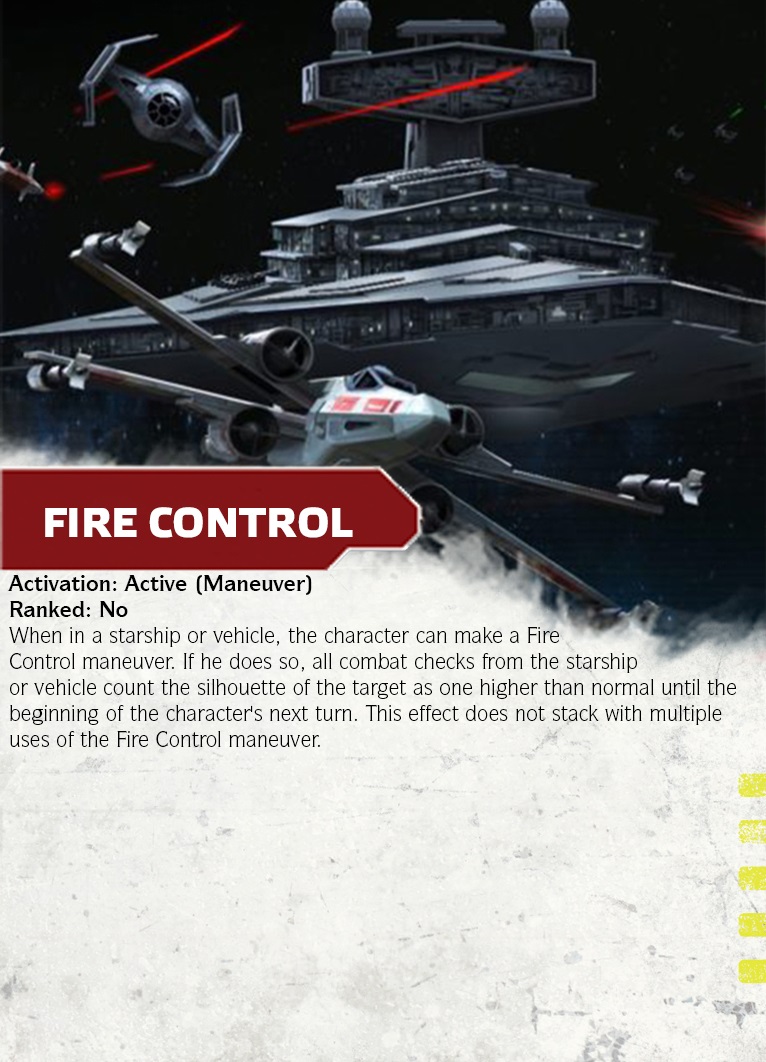 FIRE CONTROL
Activation: Active (Maneuver)
Ranked: No
When in a starship or vehicle, the character can make a Fire
Control maneuver. If he does so, all combat checks from the starship
or vehicle count the silhouette of the target as one higher than normal until the
beginning of the character's next turn. This effect does not stack with multiple
uses of the Fire Control maneuver.